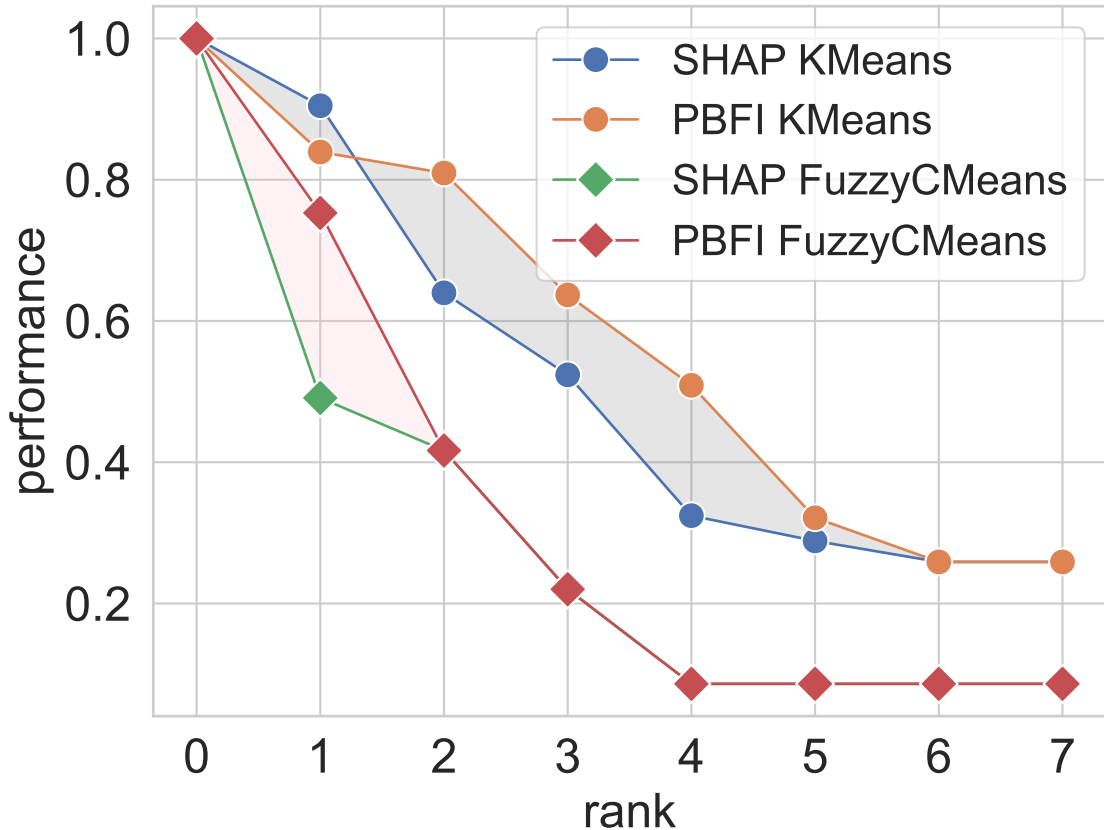 1.0
0.8
0.6
0.4
0.2
performance
SHAP KMeans
PBFI KMeans
SHAP FuzzyCMeans
PBFI FuzzyCMeans
0 1 2 3 4 5 6 7
rank